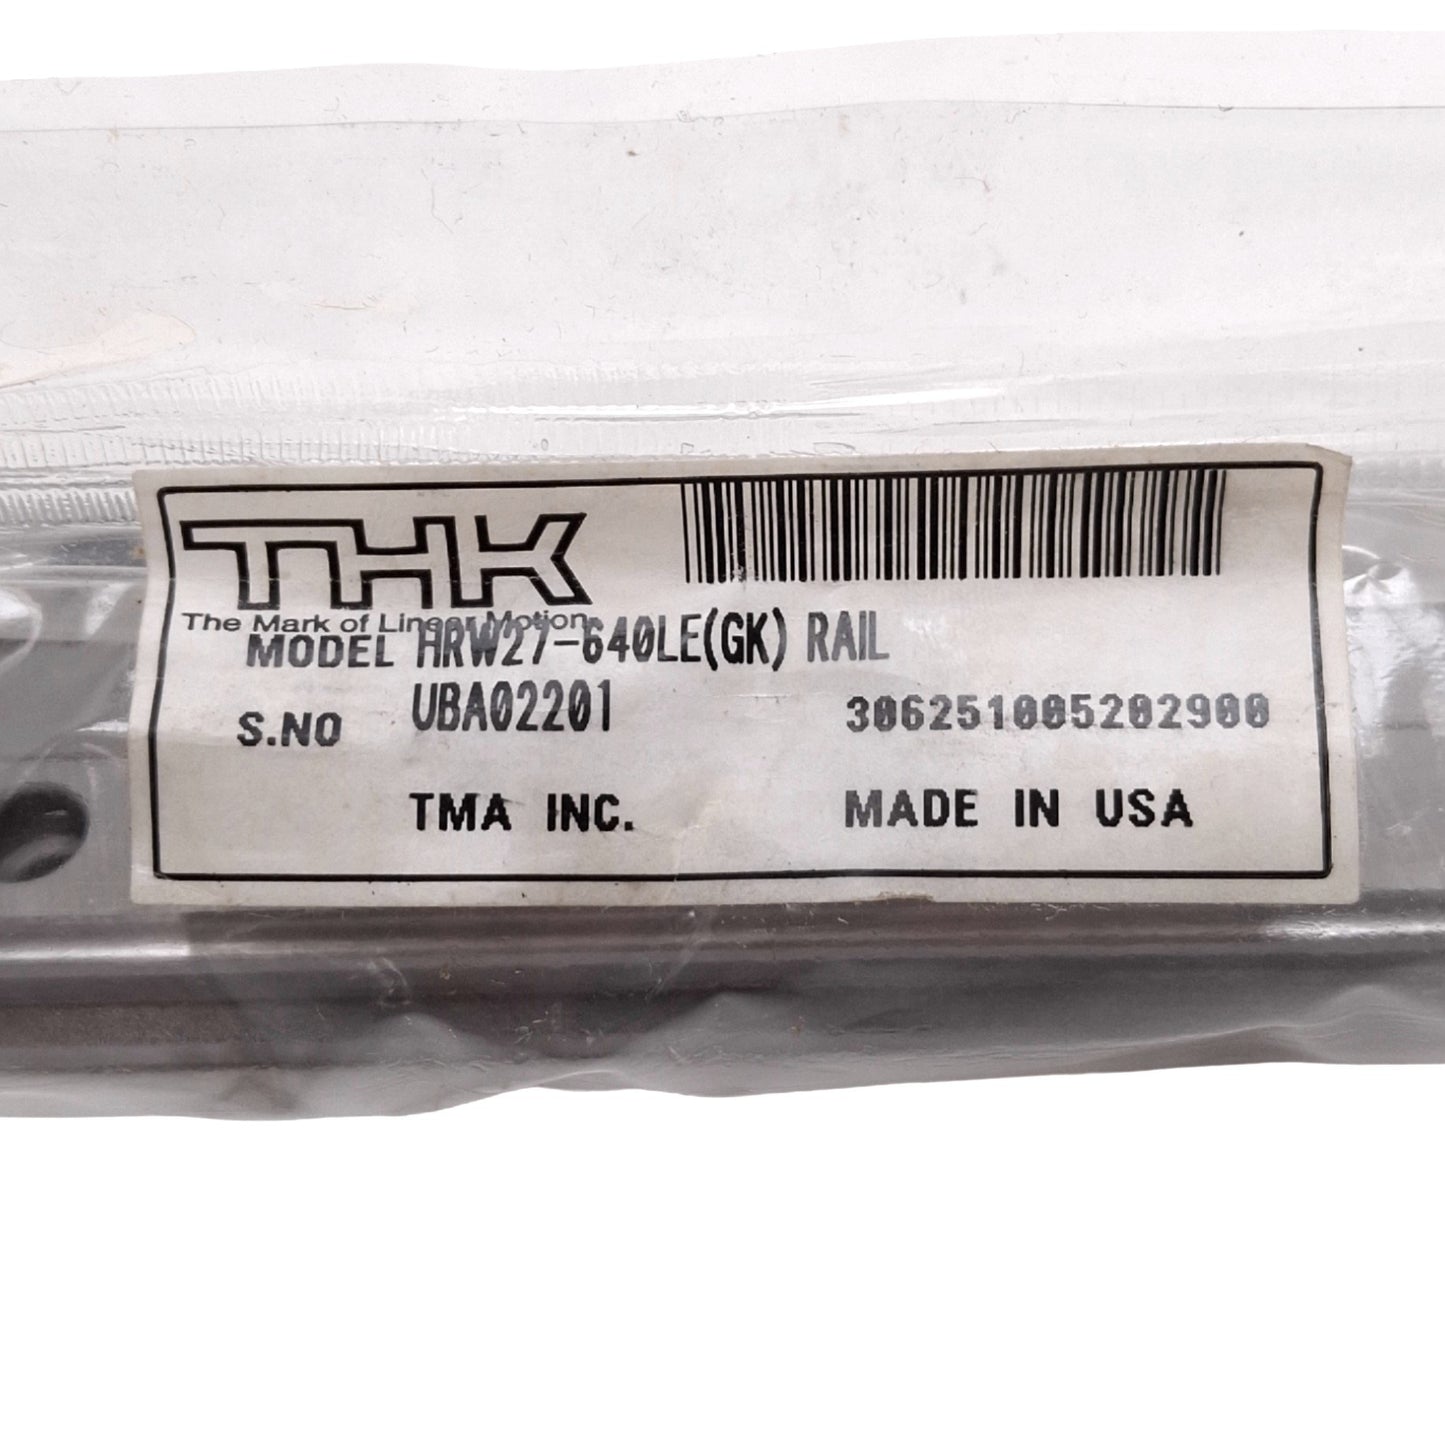 THK
The Mark of Linear Motion
MODEL HRW27-640LE(GK) RAIL
S.NO UBA02201 306251005202900
TMA INC. MADE IN USA